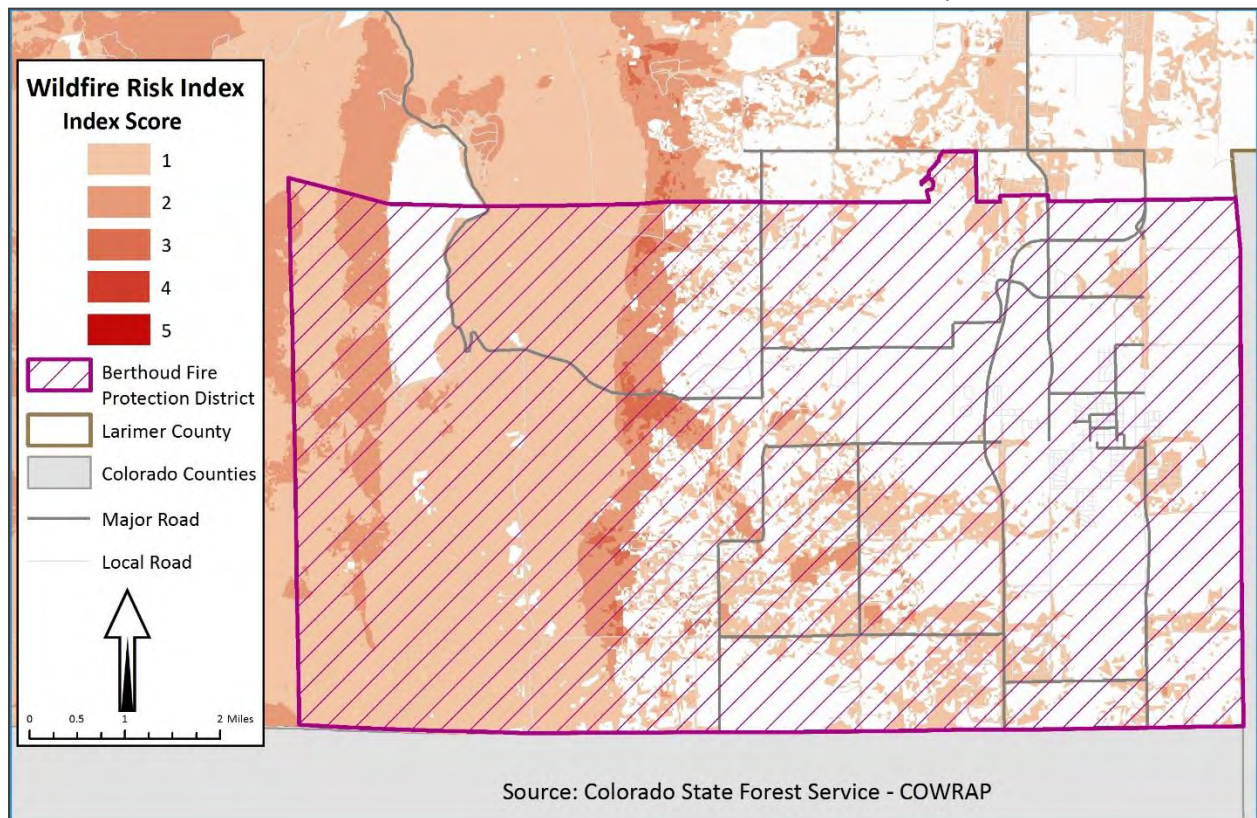 Wildfire Risk Index
Index Score
1
2
3
4
5
Berthoud Fire
Protection District
Larimer County
Colorado Counties
Major Road
Local Road
0 0.5 1 2 Miles
Source: Colorado State Forest Service - COWRAP